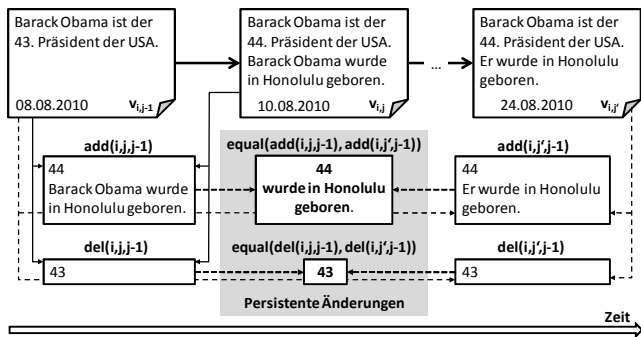 Barack Obama ist der
43. Präsident der USA.
08.08.2010 v i,j-1
Barack Obama ist der
44. Präsident der USA.
Barack Obama wurde
in Honolulu geboren.
10.08.2010 v i,j
...
Barack Obama ist der
44. Präsident der USA.
Er wurde in Honolulu
geboren.
24.08.2010 v i,j'
add(i,j,j-1)
44
Barack Obama wurde
in Honolulu geboren.
equal(add(i,j,j-1), add(i,j',j-1))
44
wurde in Honolulu
geboren.
add(i,j',j-1)
44
Er wurde in Honolulu
geboren.
del(i,j,j-1)
43
equal(del(i,j,j-1), del(i,j',j-1))
43
del(i,j',j-1)
43
Persistente Änderungen
Zeit